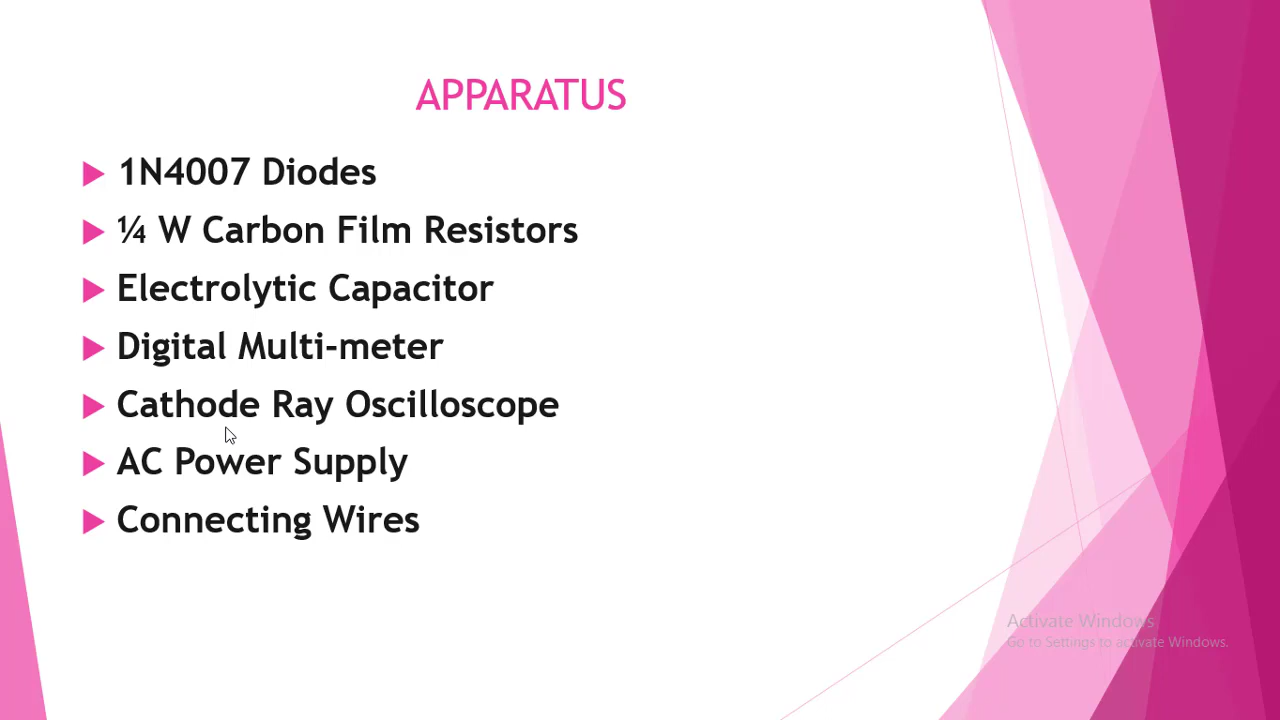 APPARATUS
1N4007 Diodes
¼ W Carbon Film Resistors
Electrolytic Capacitor
Digital Multi-meter
Cathode Ray Oscilloscope
AC Power Supply
Connecting Wires
Activate Windows
Go to Settings to activate Windows.